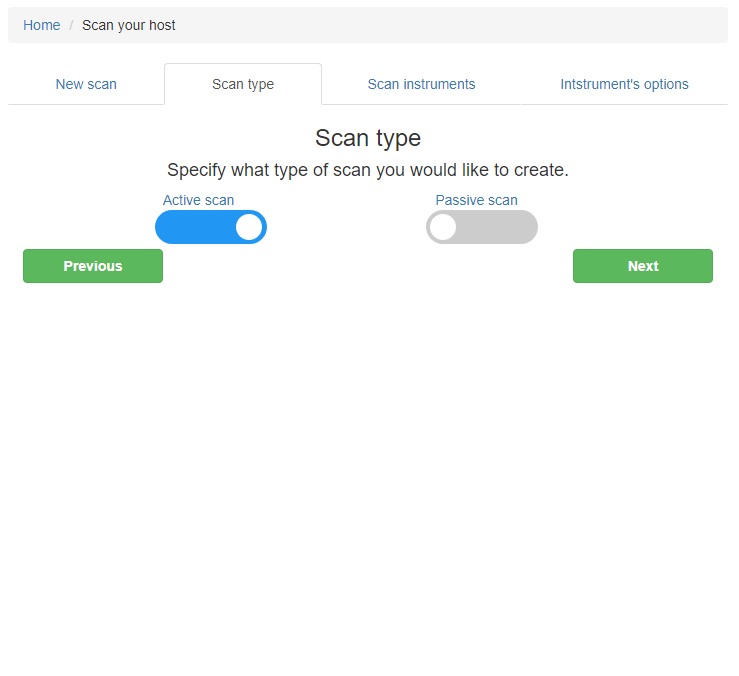 Home / Scan your host
New scan Scan type Scan instruments Intstrument's options
Scan type
Specify what type of scan you would like to create.
Active scan Passive scan
Previous Next